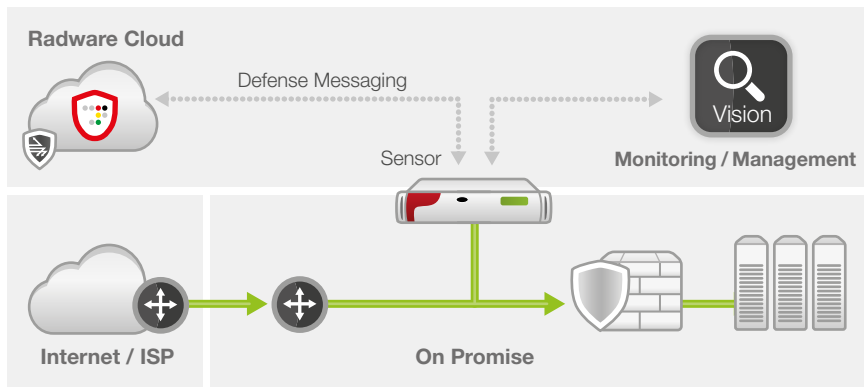 Radware Cloud
Defense Messaging
Vision
Sensor
Monitoring / Management
Internet / ISP
On Promise